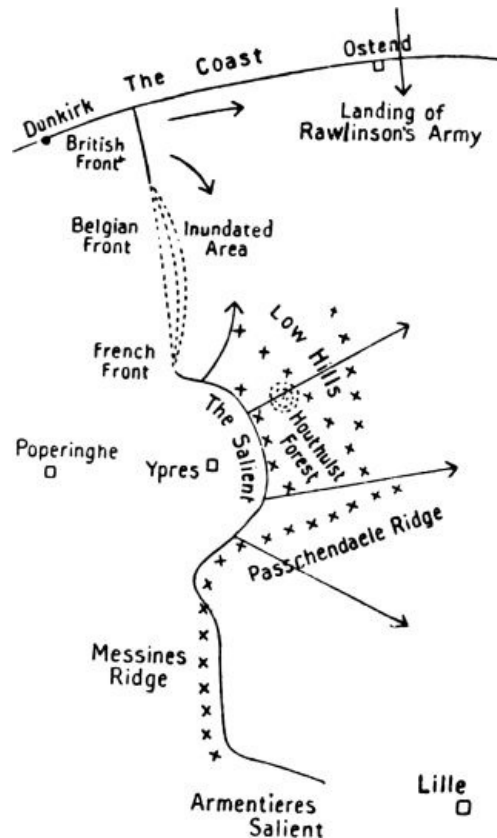 Ostend
The Coast
Dunkirk
Landing of
Rawlinson's Army
British
Front
Belgian
Front
Inundated
Area
French
Front
Low Hills
The Salient
Houthulst
Forest
Poperinghe
Ypres
Passchendaele Ridge
Messines
Ridge
Armentieres
Salient
Lille